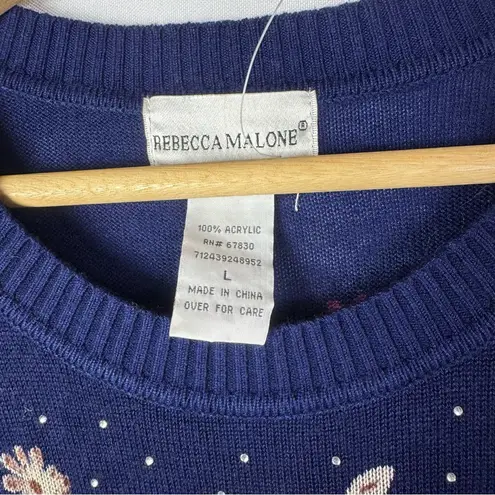 REBECCA MALONE®
100% ACRYLIC
RN# 67830
712439248952
L
MADE IN CHINA
OVER FOR CARE